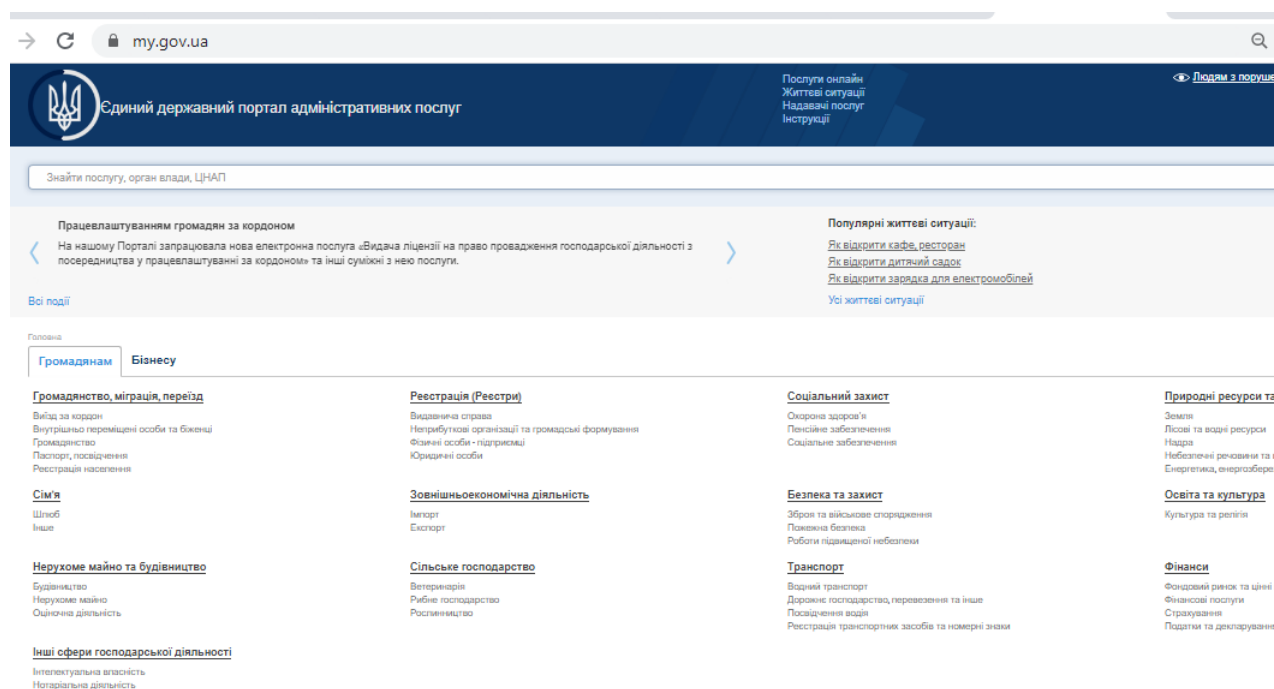 my.gov.ua
Єдиний державний портал адміністративних послуг
Послуги онлайн
Життєві ситуації
Надавачі послуг
Інструкції
Людям з поруше
Знайти послугу, орган влади, ЦНАП
Працевлаштуванням громадян за кордоном
На нашому Порталі запрацювала нова електронна послуга «Видача ліцензії на право провадження господарської діяльності з
посередництва у працевлаштуванні за кордоном» та інші суміжні з нею послуги.
Всі події
Популярні життєві ситуації:
Як відкрити кафе, ресторан
Як відкрити дитячий садок
Як відкрити зарядка для електромобілей
Усі життєві ситуації
Головна
Громадянам Бізнесу
Громадянство, міграція, переїзд
Виїзд за кордон
Внутрішньо переміщені особи та біженці
Громадянство
Паспорт, посвідчення
Реєстрація населення
Реєстрація (Реєстри)
Видавнича справа
Неприбуткові організації та громадські формування
Фізичні особи - підприємці
Юридичні особи
Соціальний захист
Охорона здоров'я
Пенсійне забезпечення
Соціальне забезпечення
Природні ресурси та
Земля
Лісові та водні ресурси
Надра
Небезпечні речовини та
Енергетика, енергозбере
Сім'я
Шлюб
Інше
Зовнішньоекономічна діяльність
Імпорт
Експорт
Безпека та захист
Зброя та військове спорядження
Пожежна безпека
Роботи підвищеної небезпеки
Освіта та культура
Культура та релігія
Нерухоме майно та будівництво
Будівництво
Нерухоме майно
Оціночна діяльність
Сільське господарство
Ветеринарія
Рибне господарство
Рослинництво
Транспорт
Водний транспорт
Дорожнє господарство, перевезення та інше
Посвідчення водія
Реєстрація транспортних засобів та номерні знаки
Фінанси
Фондовий ринок та цінні
Фінансові послуги
Страхування
Податки та декларування
Інші сфери господарської діяльності
Інтелектуальна власність
Нотаріальна діяльність